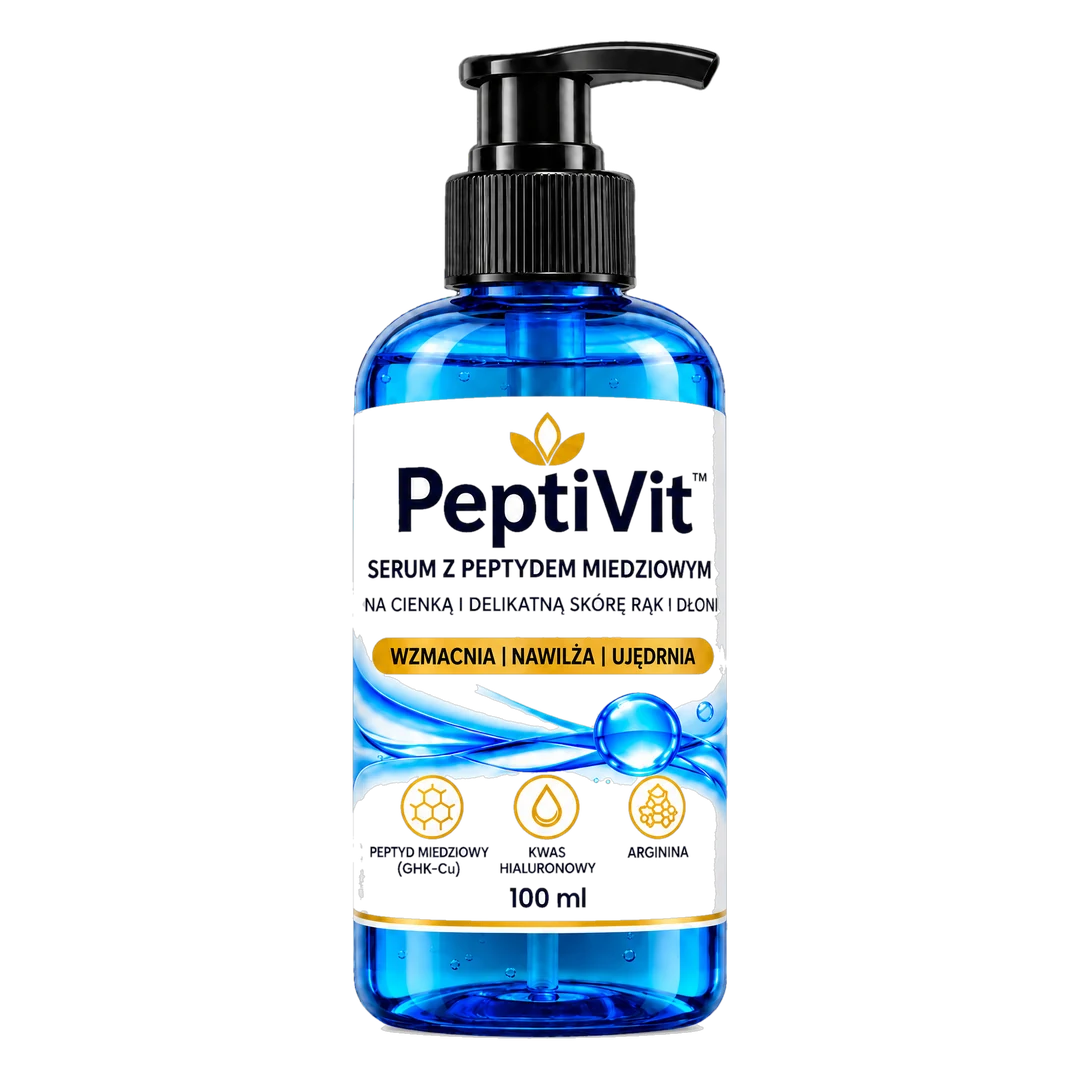 PeptiVit™
SERUM Z PEPTYDEM MIEDZIOWYM
NA CIENKĄ I DELIKATNĄ SKÓRĘ RĄK I DŁONI
WZMACNIA | NAWILŻA | UJĘDRNIA
PEPTYD MIEDZIOWY
(GHK-Cu)
KWAS
HIALURONOWY
ARGININA
100 ml